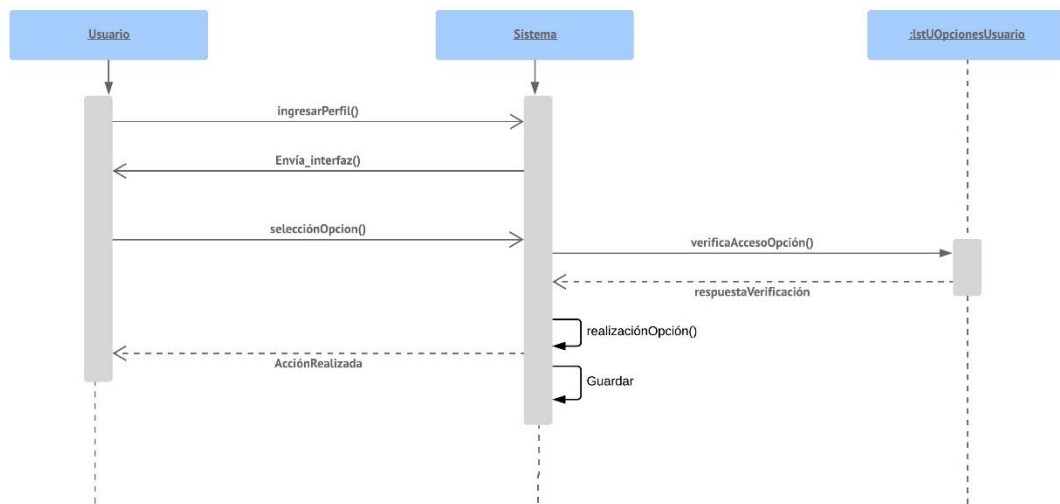 Usuario
Sistema
:lstUOpcionesUsuario
ingresarPerfil()
Envía_interfaz()
selecciónOpcion()
verificaAccesoOpción()
respuestaVerificación
realizaciónOpción()
AcciónRealizada
Guardar